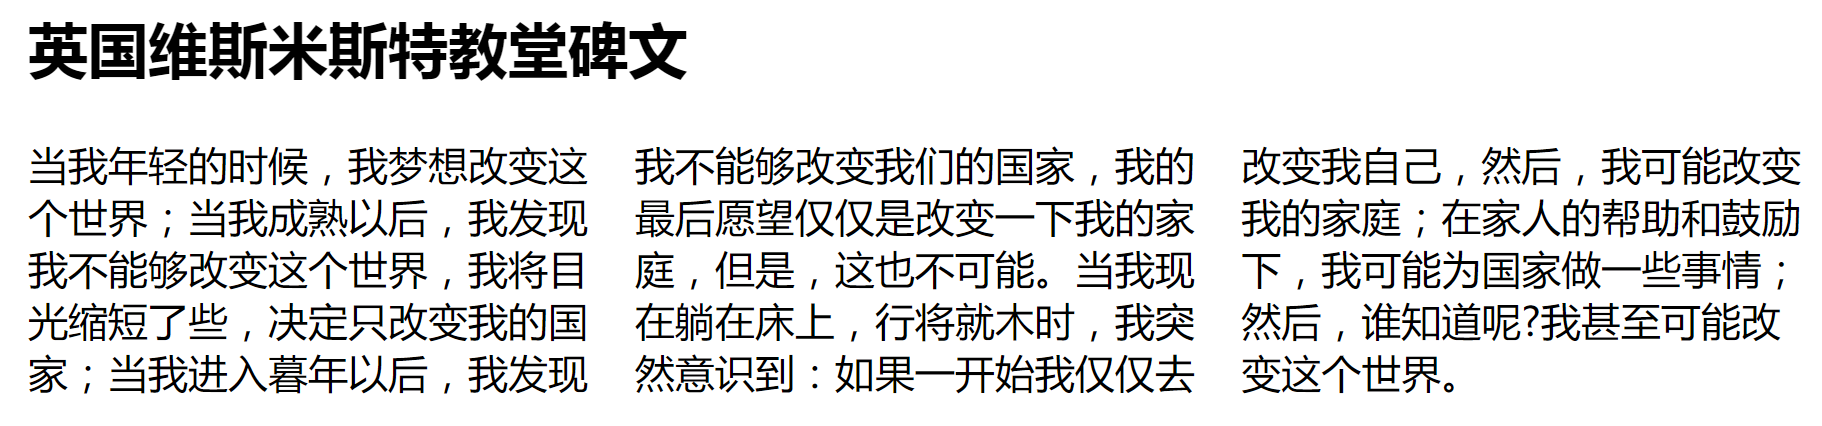 英国维斯米斯特教堂碑文
当我年轻的时候，我梦想改变这
个世界；当我成熟以后，我发现
我不能够改变这个世界，我将目
光缩短了些，决定只改变我的国
家；当我进入暮年以后，我发现
我不能够改变我们的国家，我的
最后愿望仅仅是改变一下我的家
庭，但是，这也不可能。当我现
在躺在床上，行将就木时，我突
然意识到：如果一开始我仅仅去
改变我自己，然后，我可能改变
我的家庭；在家人的帮助和鼓励
下，我可能为国家做一些事情；
然后，谁知道呢?我甚至可能改
变这个世界。